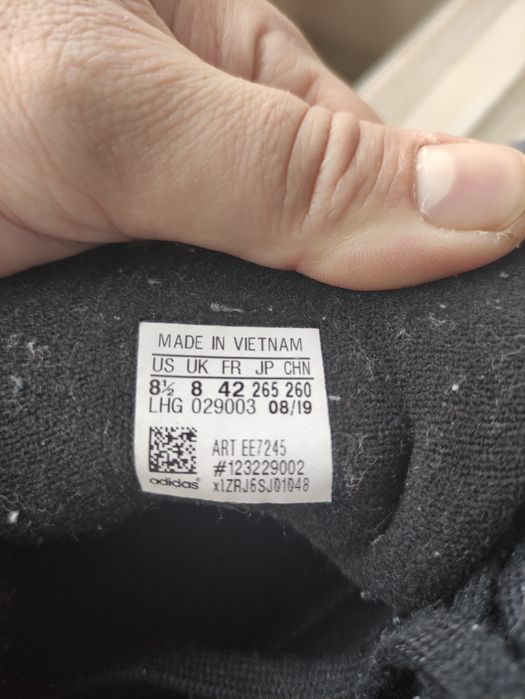 MADE IN VIETNAM
US UK FR JP CHN
8½ 8 42 265 260
LHG 029003 08/19
ART EE7245
#123229002
adidas x1ZRJ6SJ01048